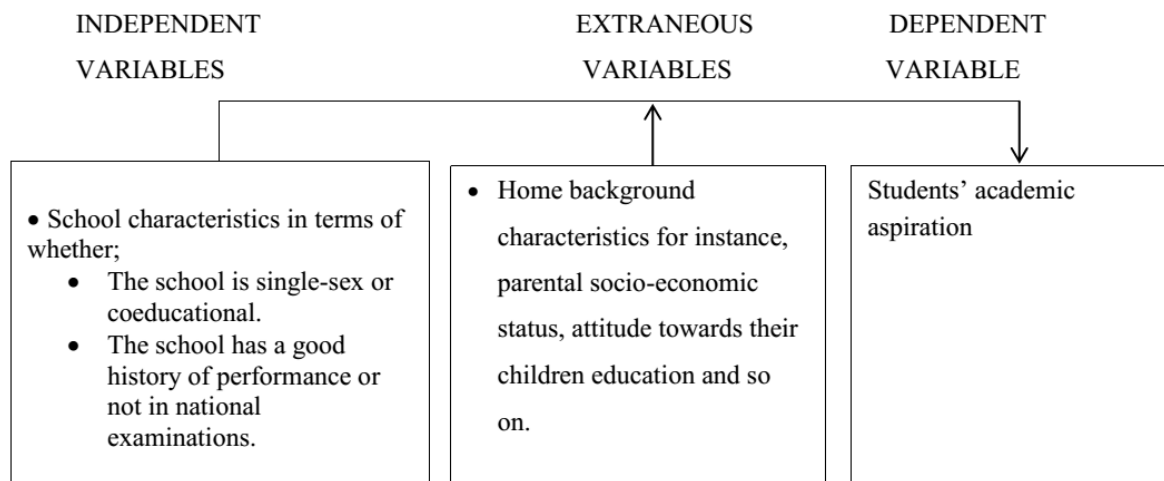 INDEPENDENT
VARIABLES
EXTRANEOUS
VARIABLES
DEPENDENT
VARIABLE
• School characteristics in terms of
whether;
• The school is single-sex or
coeducational.
• The school has a good
history of performance or
not in national
examinations.
• Home background
characteristics for instance,
parental socio-economic
status, attitude towards their
children education and so
on.
Students’ academic
aspiration